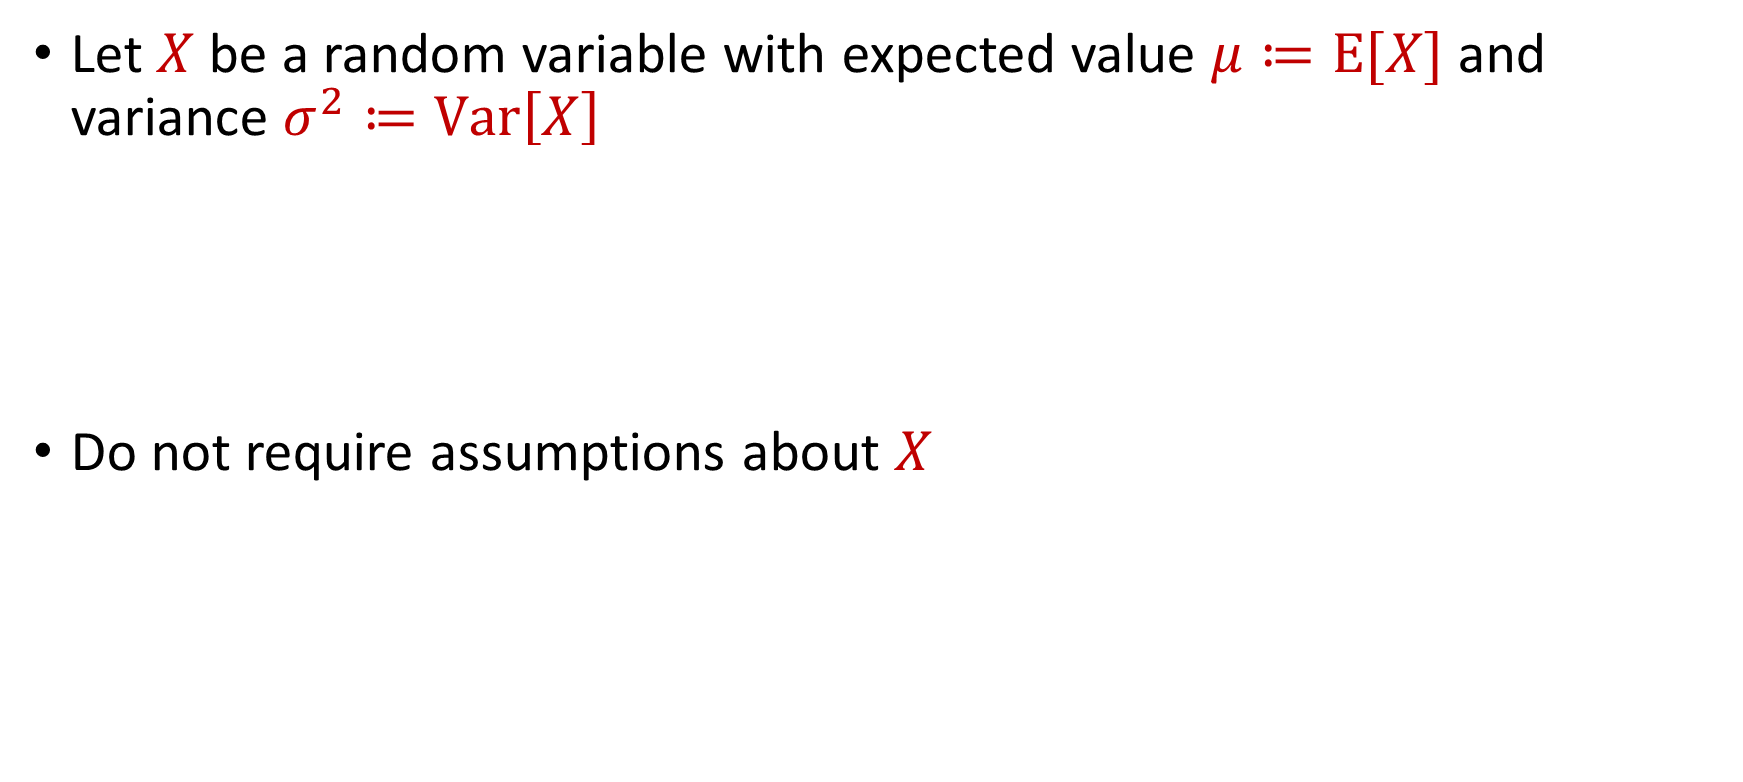 • Let X be a random variable with expected value μ ≔ E[X] and
variance σ² ≔ Var[X]
• Do not require assumptions about X